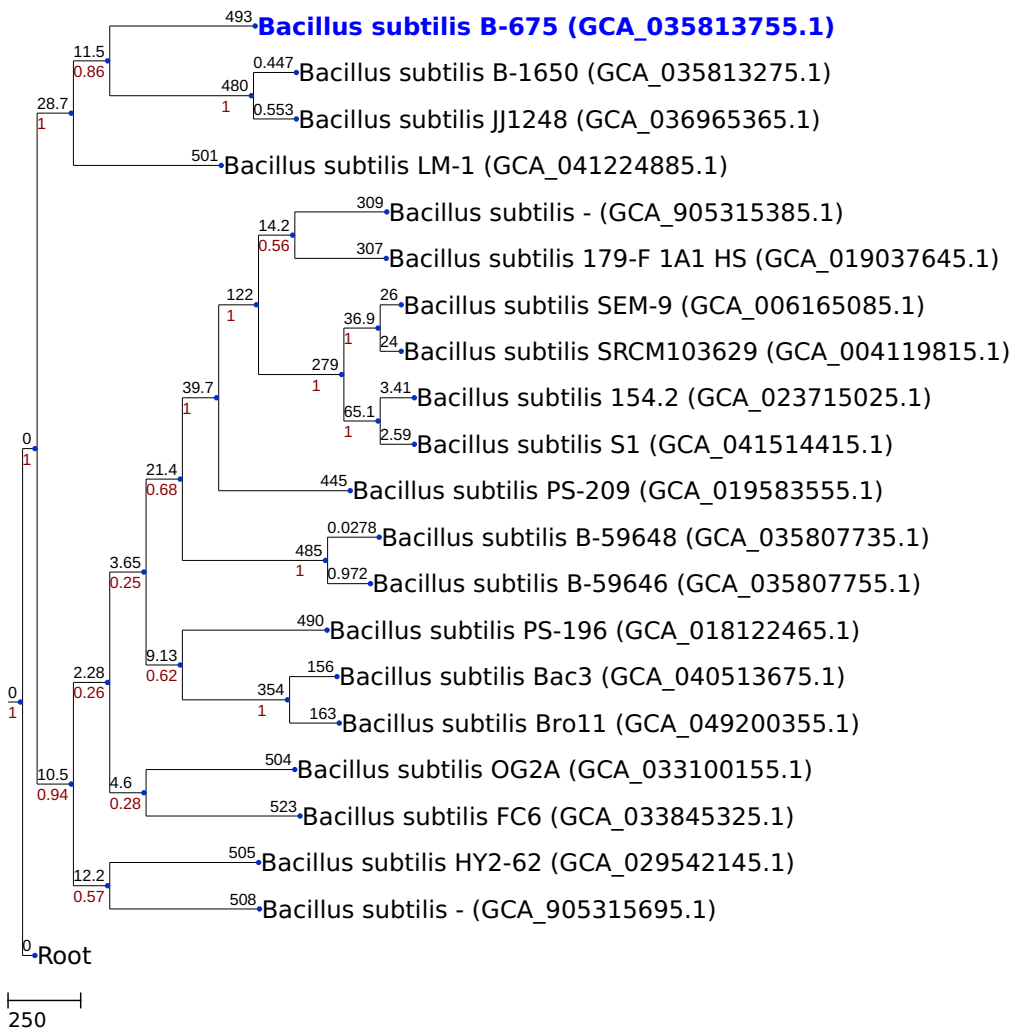 493
Bacillus subtilis B-675 (GCA_035813755.1)
11.5
0.86
0.447
Bacillus subtilis B-1650 (GCA_035813275.1)
480
1
28.7
1
0.553
Bacillus subtilis JJ1248 (GCA_036965365.1)
501
Bacillus subtilis LM-1 (GCA_041224885.1)
309
Bacillus subtilis - (GCA_905315385.1)
14.2
0.56
307
Bacillus subtilis 179-F 1A1 HS (GCA_019037645.1)
122
1
26
Bacillus subtilis SEM-9 (GCA_006165085.1)
36.9
1
24
Bacillus subtilis SRCM103629 (GCA_004119815.1)
279
1
39.7
1
3.41
Bacillus subtilis 154.2 (GCA_023715025.1)
65.1
1
2.59
Bacillus subtilis S1 (GCA_041514415.1)
0
1
21.4
0.68
445
Bacillus subtilis PS-209 (GCA_019583555.1)
0.0278
Bacillus subtilis B-59648 (GCA_035807735.1)
485
1
3.65
0.25
0.972
Bacillus subtilis B-59646 (GCA_035807755.1)
490
Bacillus subtilis PS-196 (GCA_018122465.1)
9.13
0.62
2.28
0.26
156
Bacillus subtilis Bac3 (GCA_040513675.1)
354
1
0
1
163
Bacillus subtilis Bro11 (GCA_049200355.1)
504
Bacillus subtilis OG2A (GCA_033100155.1)
10.5
0.94
4.6
0.28
523
Bacillus subtilis FC6 (GCA_033845325.1)
505
Bacillus subtilis HY2-62 (GCA_029542145.1)
12.2
0.57
508
Bacillus subtilis - (GCA_905315695.1)
0
Root
250